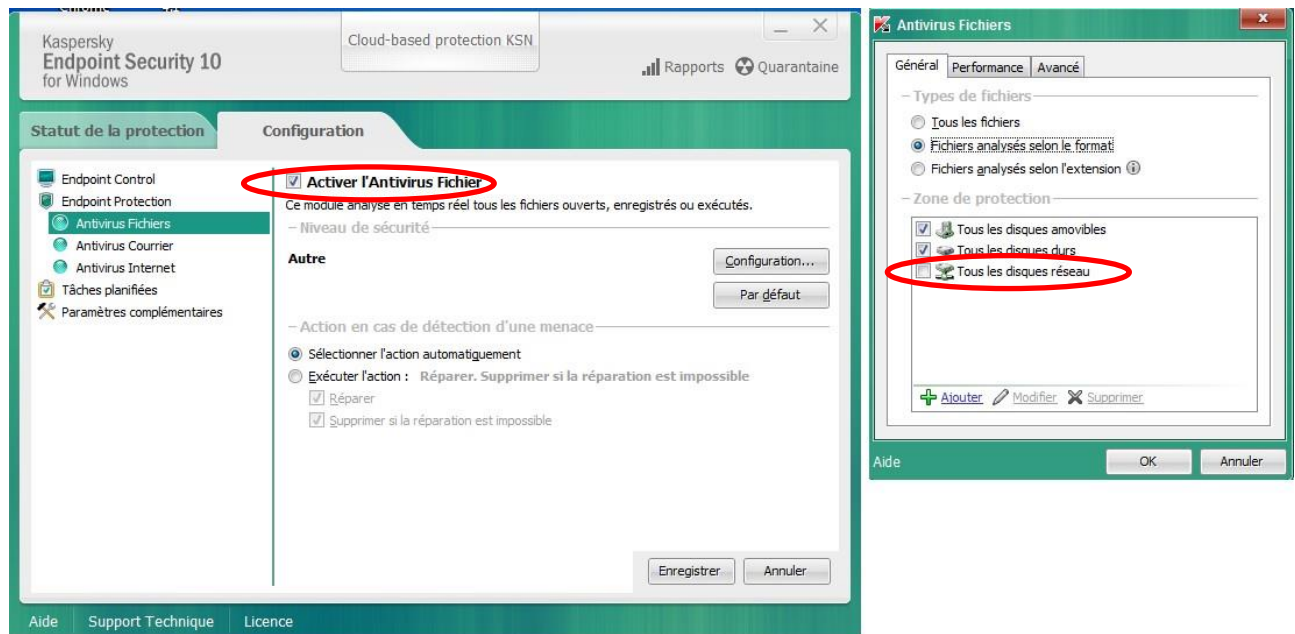 Kaspersky
Endpoint Security 10
for Windows
Cloud-based protection KSN
Rapports Quarantaine
Statut de la protection Configuration
Endpoint Control
Endpoint Protection
Antivirus Fichiers
Antivirus Courrier
Antivirus Internet
Tâches planifiées
Paramètres complémentaires
Activer l'Antivirus Fichier
Ce module analyse en temps réel tous les fichiers ouverts, enregistrés ou exécutés.
Niveau de sécurité
Autre
Configuration...
Par défaut
Action en cas de détection d'une menace
Sélectionner l'action automatiquement
Exécuter l'action : Réparer. Supprimer si la réparation est impossible
Réparer
Supprimer si la réparation est impossible
Enregistrer Annuler
Aide Support Technique Licence
Antivirus Fichiers
Général Performance Avancé
Types de fichiers
Tous les fichiers
Fichiers analysés selon le format
Fichiers analysés selon l'extension
Zone de protection
Tous les disques amovibles
Tous les disques durs
Tous les disques réseau
Ajouter Modifier Supprimer
Aide OK Annuler